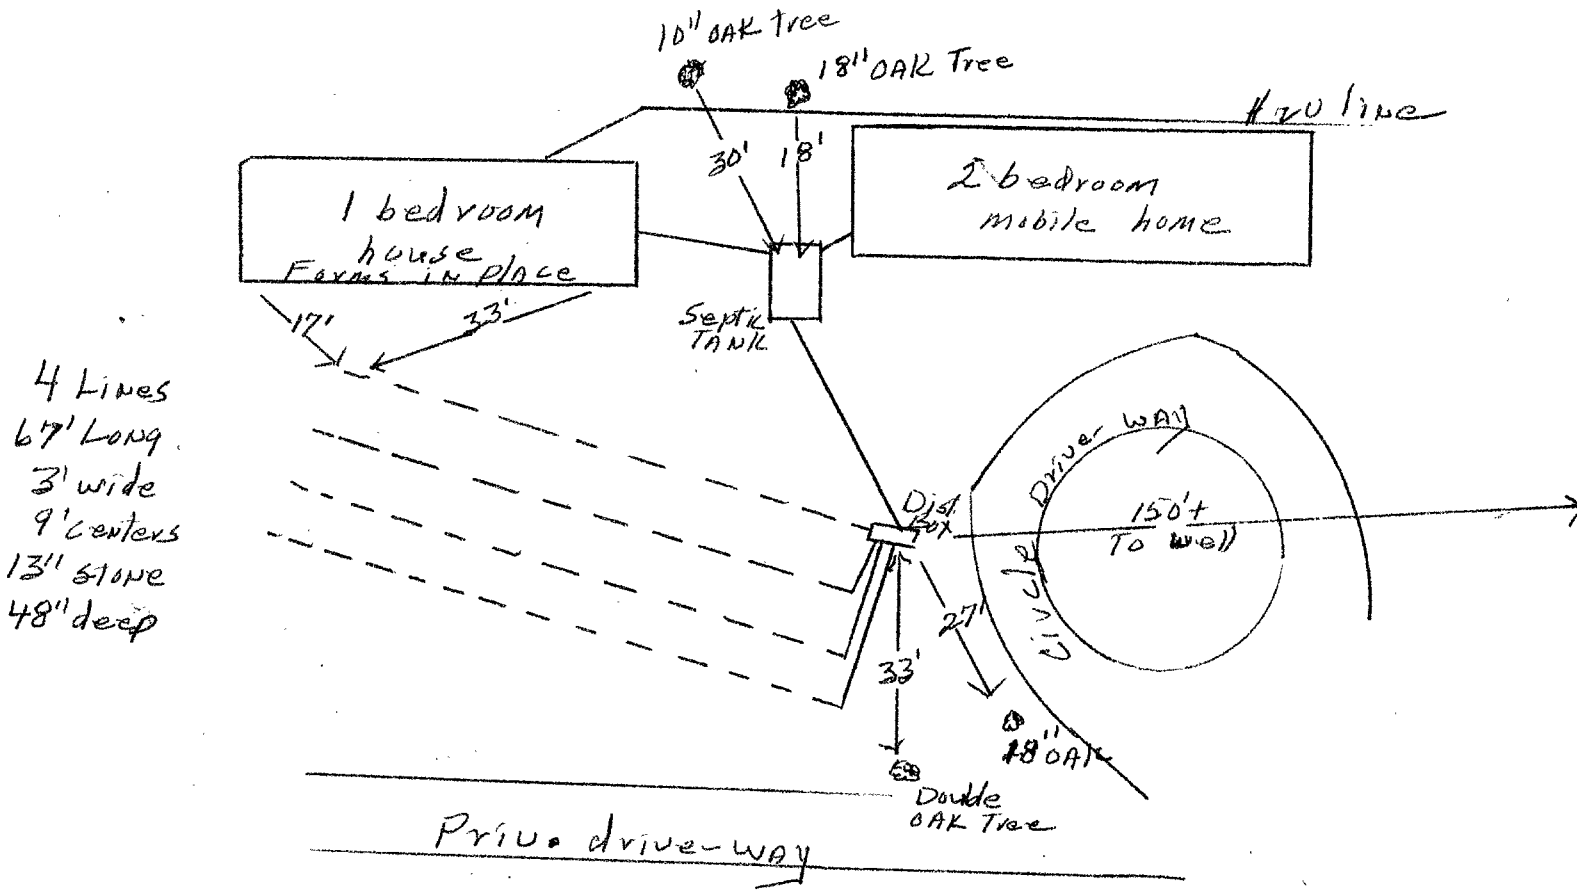 10" OAK tree
18" OAK Tree
H2O line
30'
18'
1 bedroom
house
Forms in place
2 bedroom
mobile home
17'
33'
Septic
TANK
4 Lines
67' Long
3' wide
9' centers
13" stone
48" deep
Dist.
Box
Circle Driver-WAY
150'+
To well
27'
33'
18" OAK
Double
OAK Tree
Priv. drive-way